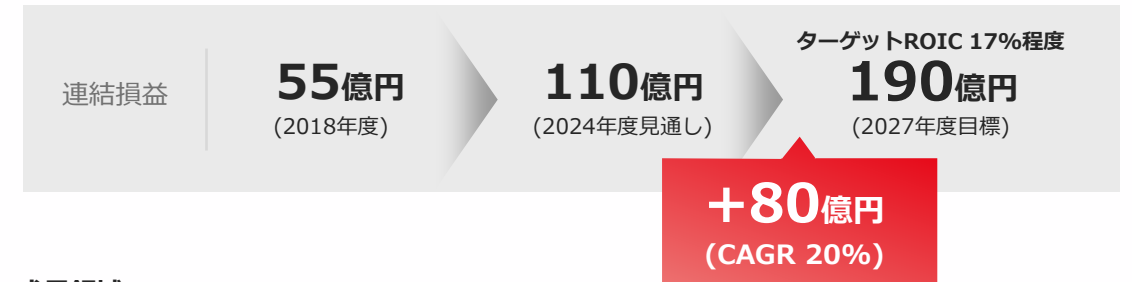 連結損益
55億円
(2018年度)
110億円
(2024年度見通し)
ターゲットROIC 17%程度
190億円
(2027年度目標)
+80億円
(CAGR 20%)